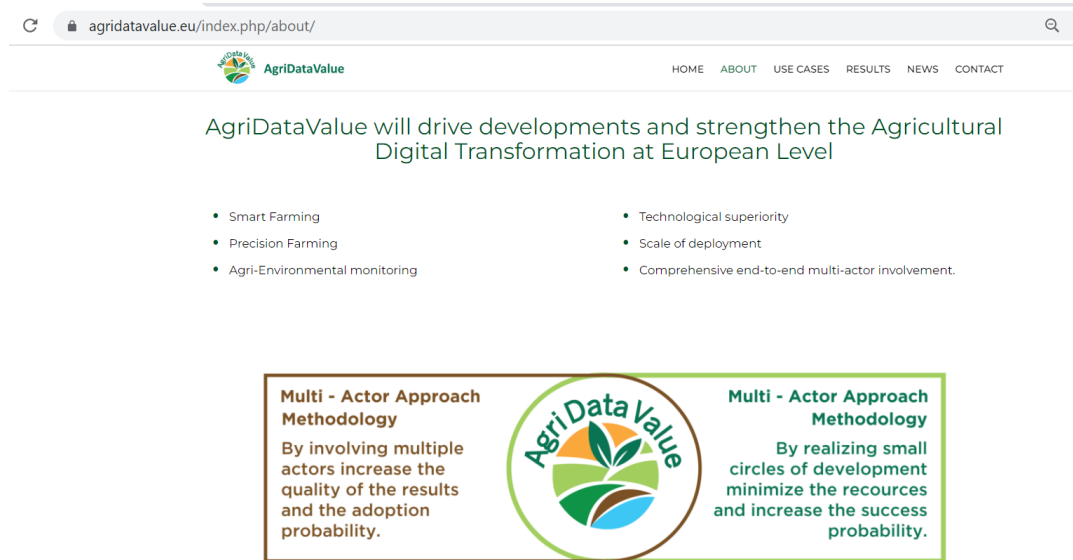 agridatavalue.eu/index.php/about/
AgriDataValue
AgriDataValue
HOME ABOUT USE CASES RESULTS NEWS CONTACT
AgriDataValue will drive developments and strengthen the Agricultural
Digital Transformation at European Level
Smart Farming
Precision Farming
Agri-Environmental monitoring
Technological superiority
Scale of deployment
Comprehensive end-to-end multi-actor involvement.
Multi - Actor Approach
Methodology
By involving multiple
actors increase the
quality of the results
and the adoption
probability.
Agri Data Value
Multi - Actor Approach
Methodology
By realizing small
circles of development
minimize the recources
and increase the success
probability.